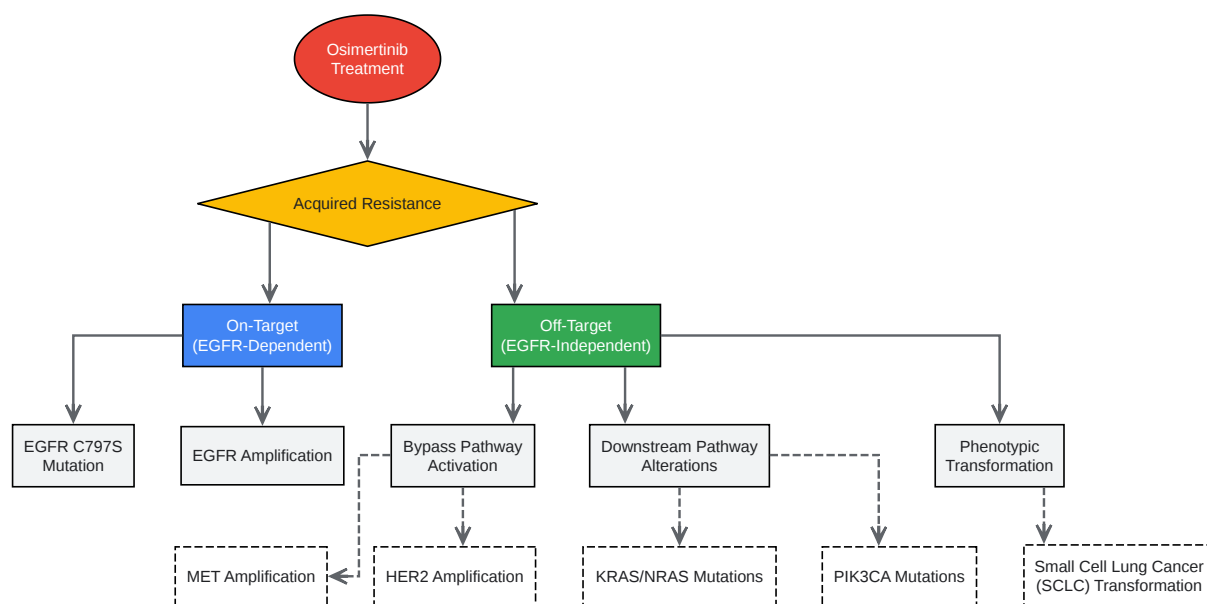 Osimertinib
Treatment
Acquired Resistance
On-Target
(EGFR-Dependent)
Off-Target
(EGFR-Independent)
EGFR C797S
Mutation
EGFR Amplification
Bypass Pathway
Activation
Downstream Pathway
Alterations
Phenotypic
Transformation
MET Amplification
HER2 Amplification
KRAS/NRAS Mutations
PIK3CA Mutations
Small Cell Lung Cancer
(SCLC) Transformation